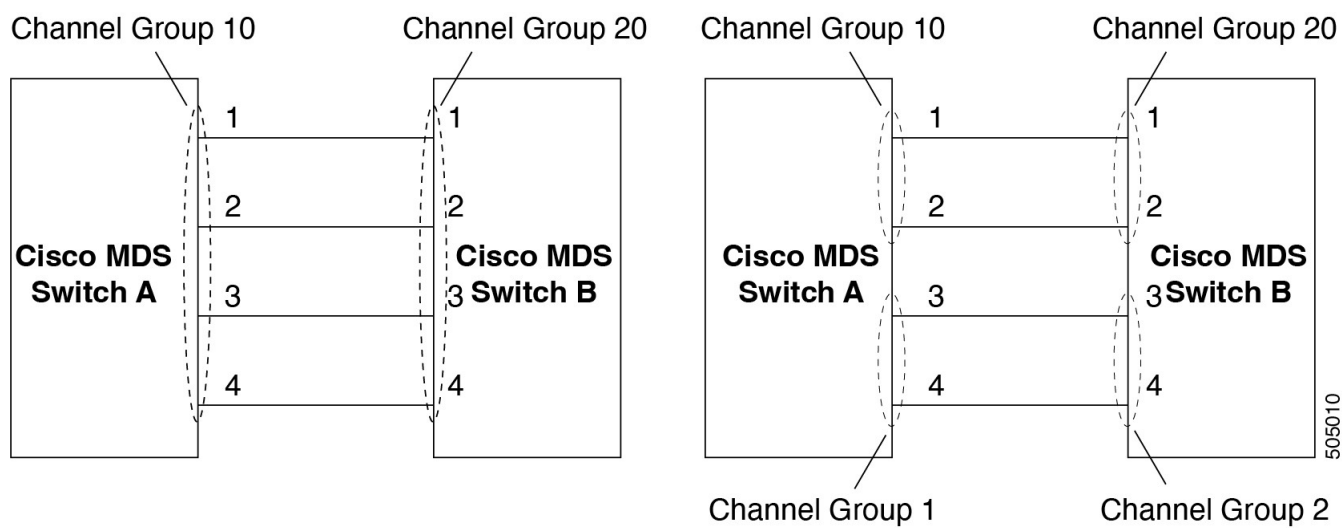 Channel Group 10
Channel Group 20
1
1
2
2
Cisco MDS
Switch A
Cisco MDS
Switch B
3
3
4
4
Channel Group 10
Channel Group 20
1
1
2
2
Cisco MDS
Switch A
Cisco MDS
Switch B
3
3
4
4
Channel Group 1
Channel Group 2
505010